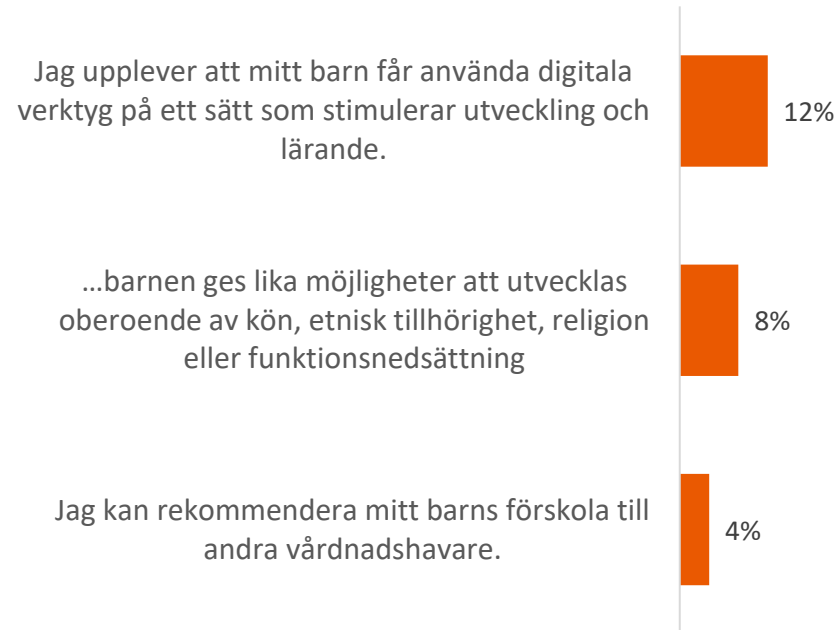 Jag upplever att mitt barn får använda digitala
verktyg på ett sätt som stimulerar utveckling och
lärande.
12%
…barnen ges lika möjligheter att utvecklas
oberoende av kön, etnisk tillhörighet, religion
eller funktionsnedsättning
8%
Jag kan rekommendera mitt barns förskola till
andra vårdnadshavare.
4%